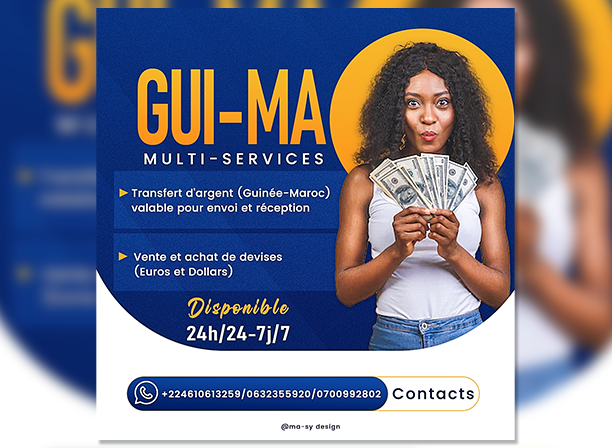 GUI-MA
MULTI-SERVICES
Transfert d'argent (Guinée-Maroc)
valable pour envoi et réception
Vente et achat de devises
(Euros et Dollars)
Disponible
24h/24-7j/7
+224610613259/0632355920/0700992802
Contacts
@ma-sy design